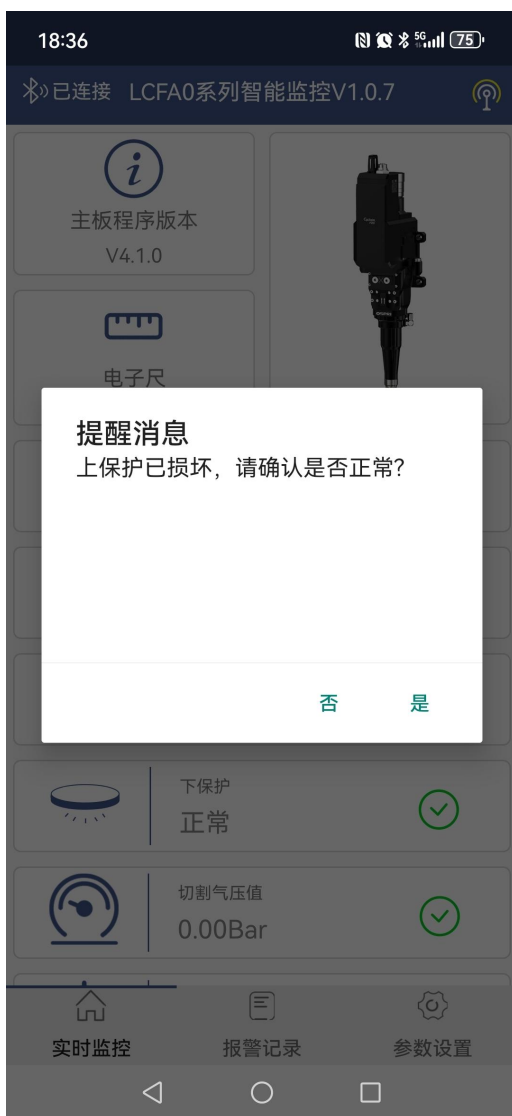 18:36
5G
75
已连接 LCFA0系列智能监控V1.0.7
主板程序版本
V4.1.0
电子尺
提醒消息
上保护已损坏，请确认是否正常?
否 是
下保护
正常
切割气压值
0.00Bar
实时监控 报警记录 参数设置